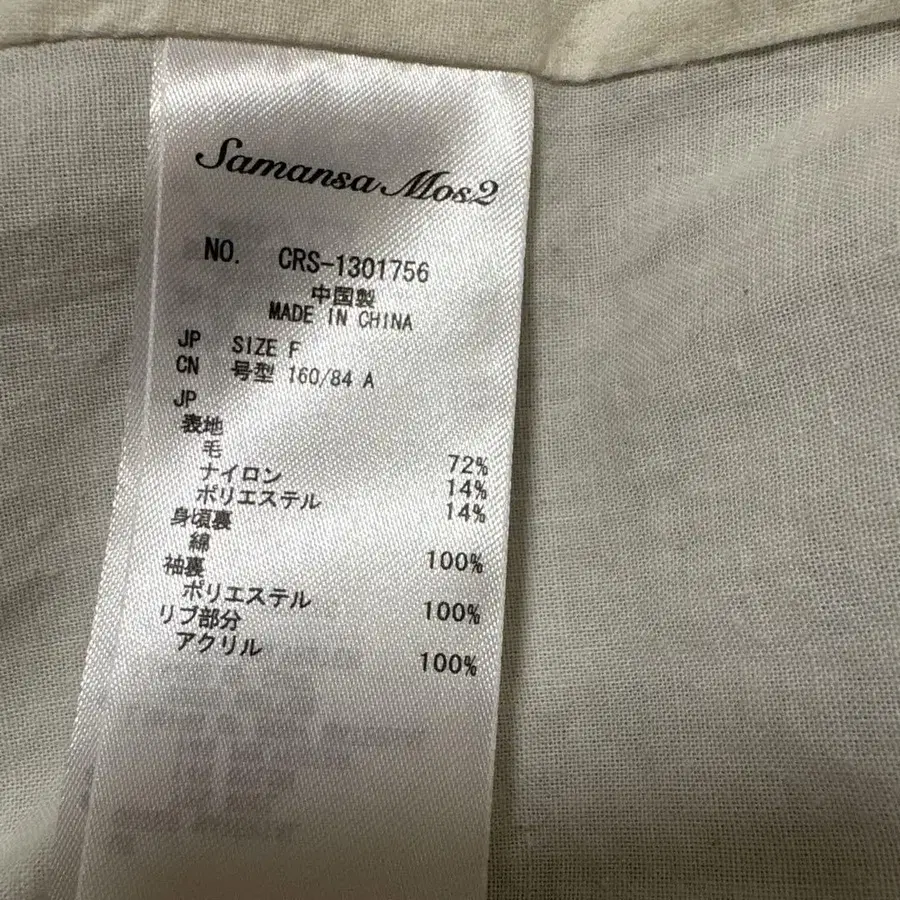 Samansa Mos2
NO. CRS-1301756
中国製
MADE IN CHINA
JP SIZE F
CN 号型 160/84 A
JP
表地
毛 72%
ナイロン 14%
ポリエステル 14%
身頃裏
綿 100%
袖裏
ポリエステル 100%
リブ部分
アクリル 100%